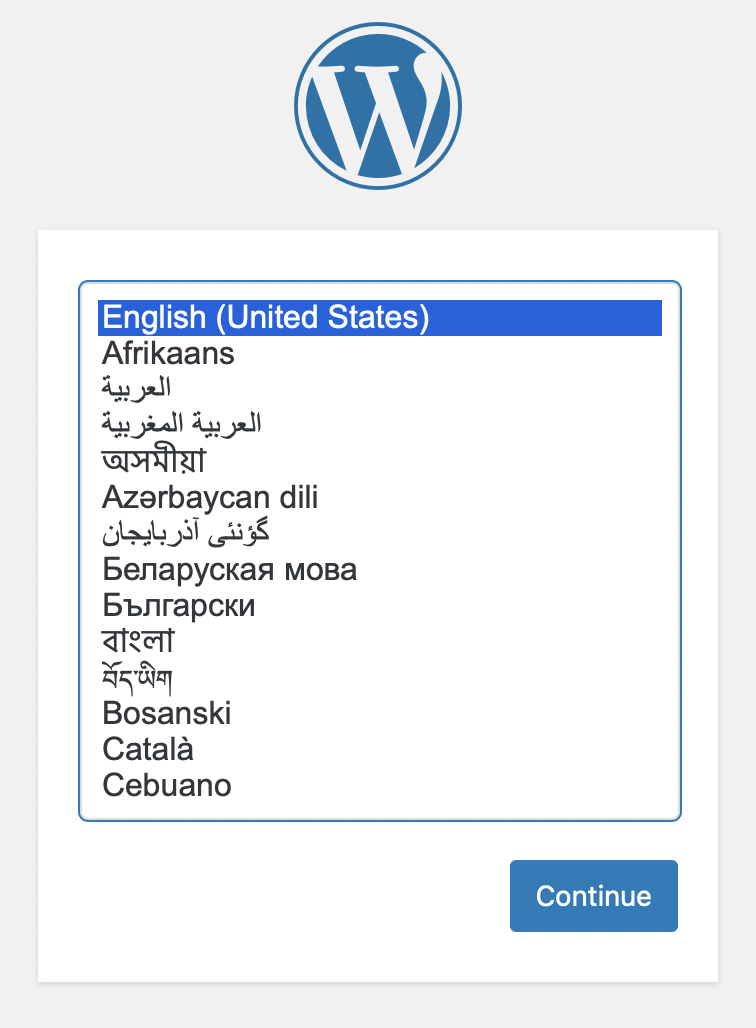 English (United States)
Afrikaans
العربية
العربية المغربية
অসমীয়া
Azərbaycan dili
گؤنئی آذربایجان
Беларуская мова
Български
বাংলা
བོད་ཡིག
Bosanski
Català
Cebuano
Continue